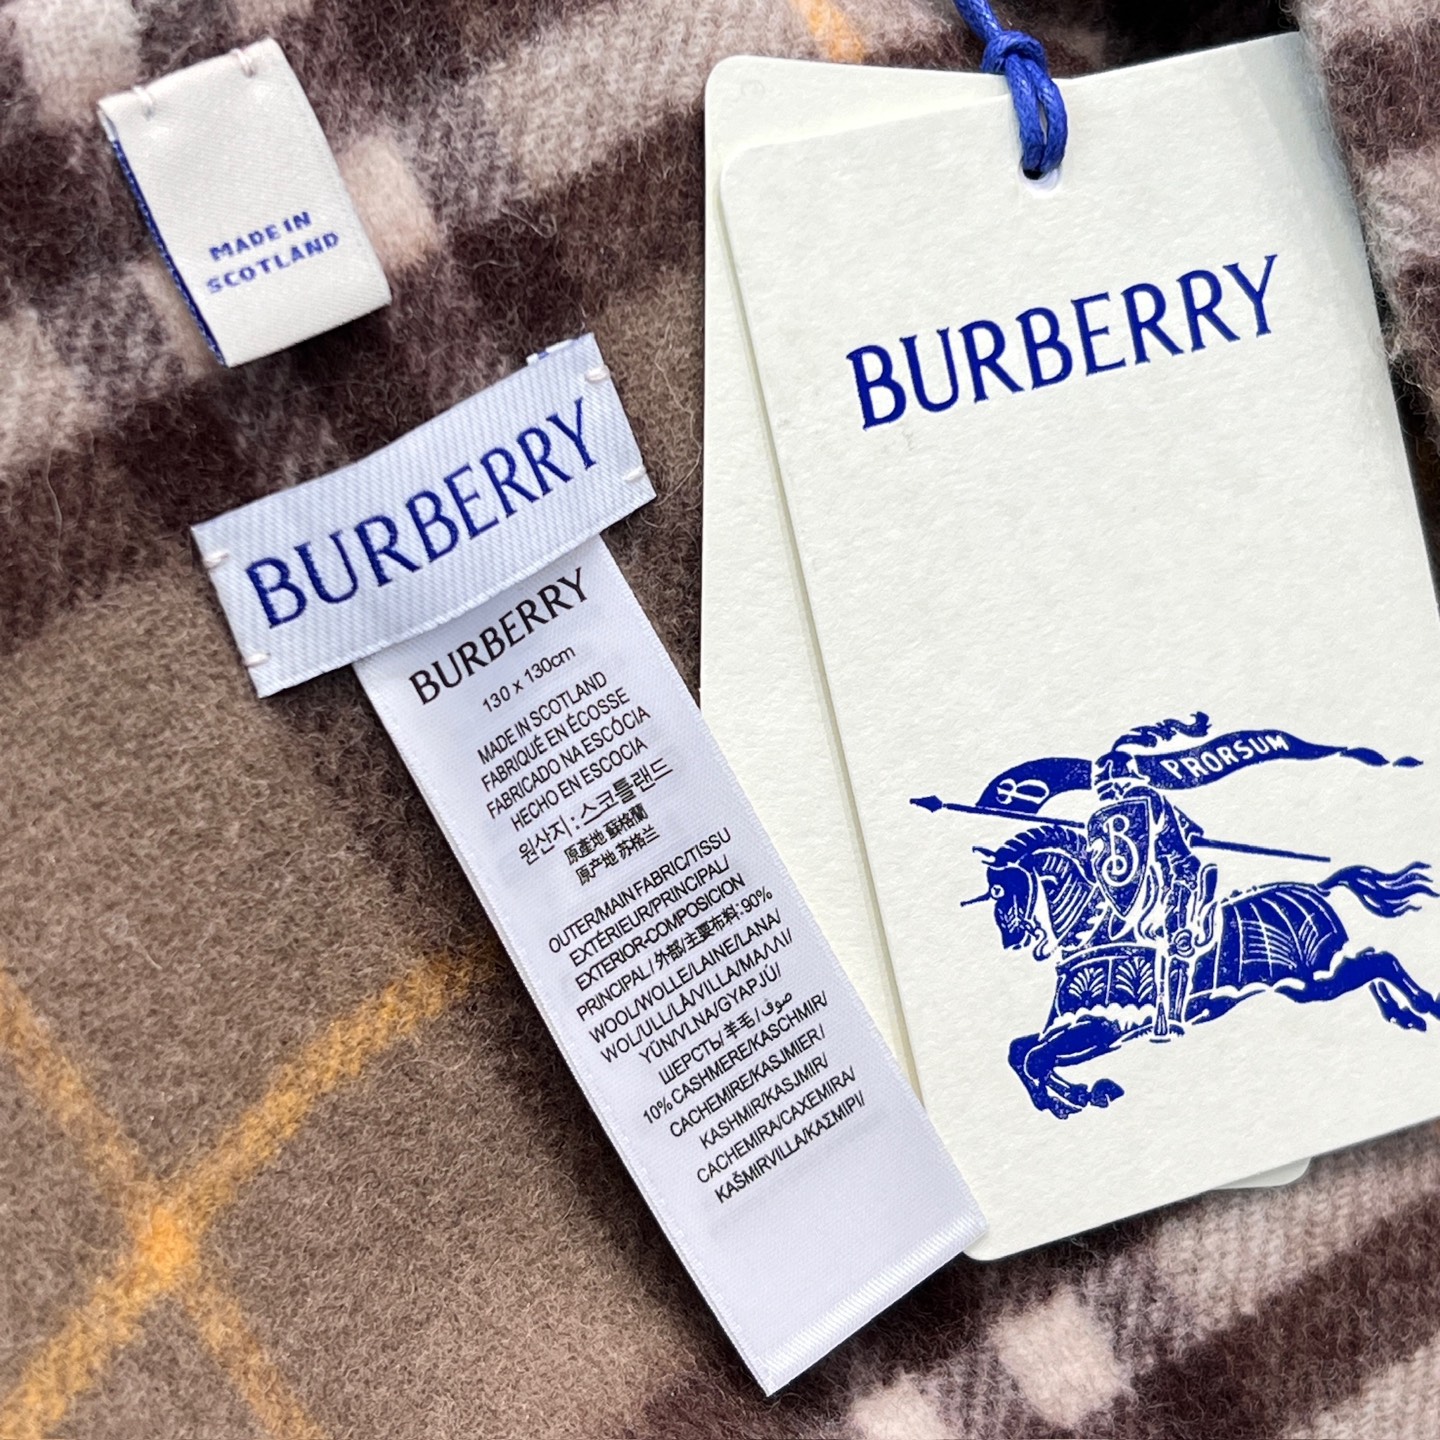 MADE IN
SCOTLAND
BURBERRY
BURBERRY
130 x 130cm
MADE IN SCOTLAND
FABRIQUÉ EN ÉCOSSE
FABRICADO NA ESCÓCIA
HECHO EN ESCOCIA
원산지 : 스코틀랜드
原產地 蘇格蘭
原产地 苏格兰
OUTER/MAIN FABRIC/TISSU
EXTÉRIEUR/PRINCIPAL/
EXTERIOR-COMPOSICION
PRINCIPAL/ 外部/主要布料:90%
WOOL/WOLLE/LAINE/LANA/
WOL/ULL/LÃ/VILLA/ΜΑΛΛΙ/
YÜN/VLNA/GYAPJÚ/
ШЕРСТЬ/羊毛/صوف
10% CASHMERE/KASCHMIR/
CACHEMIRE/KASJMIER/
KASHMIR/KASJMIR/
CACHEMIRA/CAXEMIRA/
KAŠMIRVILLA/ΚΑΣΜΙΡΙ/
BURBERRY
PRORSUM
B
B